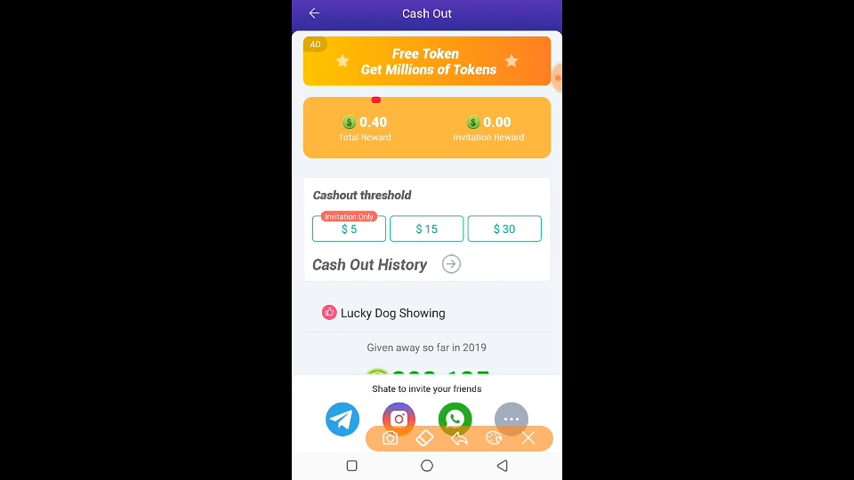 Cash Out
AD
Free Token
Get Millions of Tokens
0.40
0.00
Total Reward
Invitation Reward
Cashout threshold
Invitation Only
$ 5
$ 15
$ 30
Cash Out History
Lucky Dog Showing
Given away so far in 2019
Shate to invite your friends